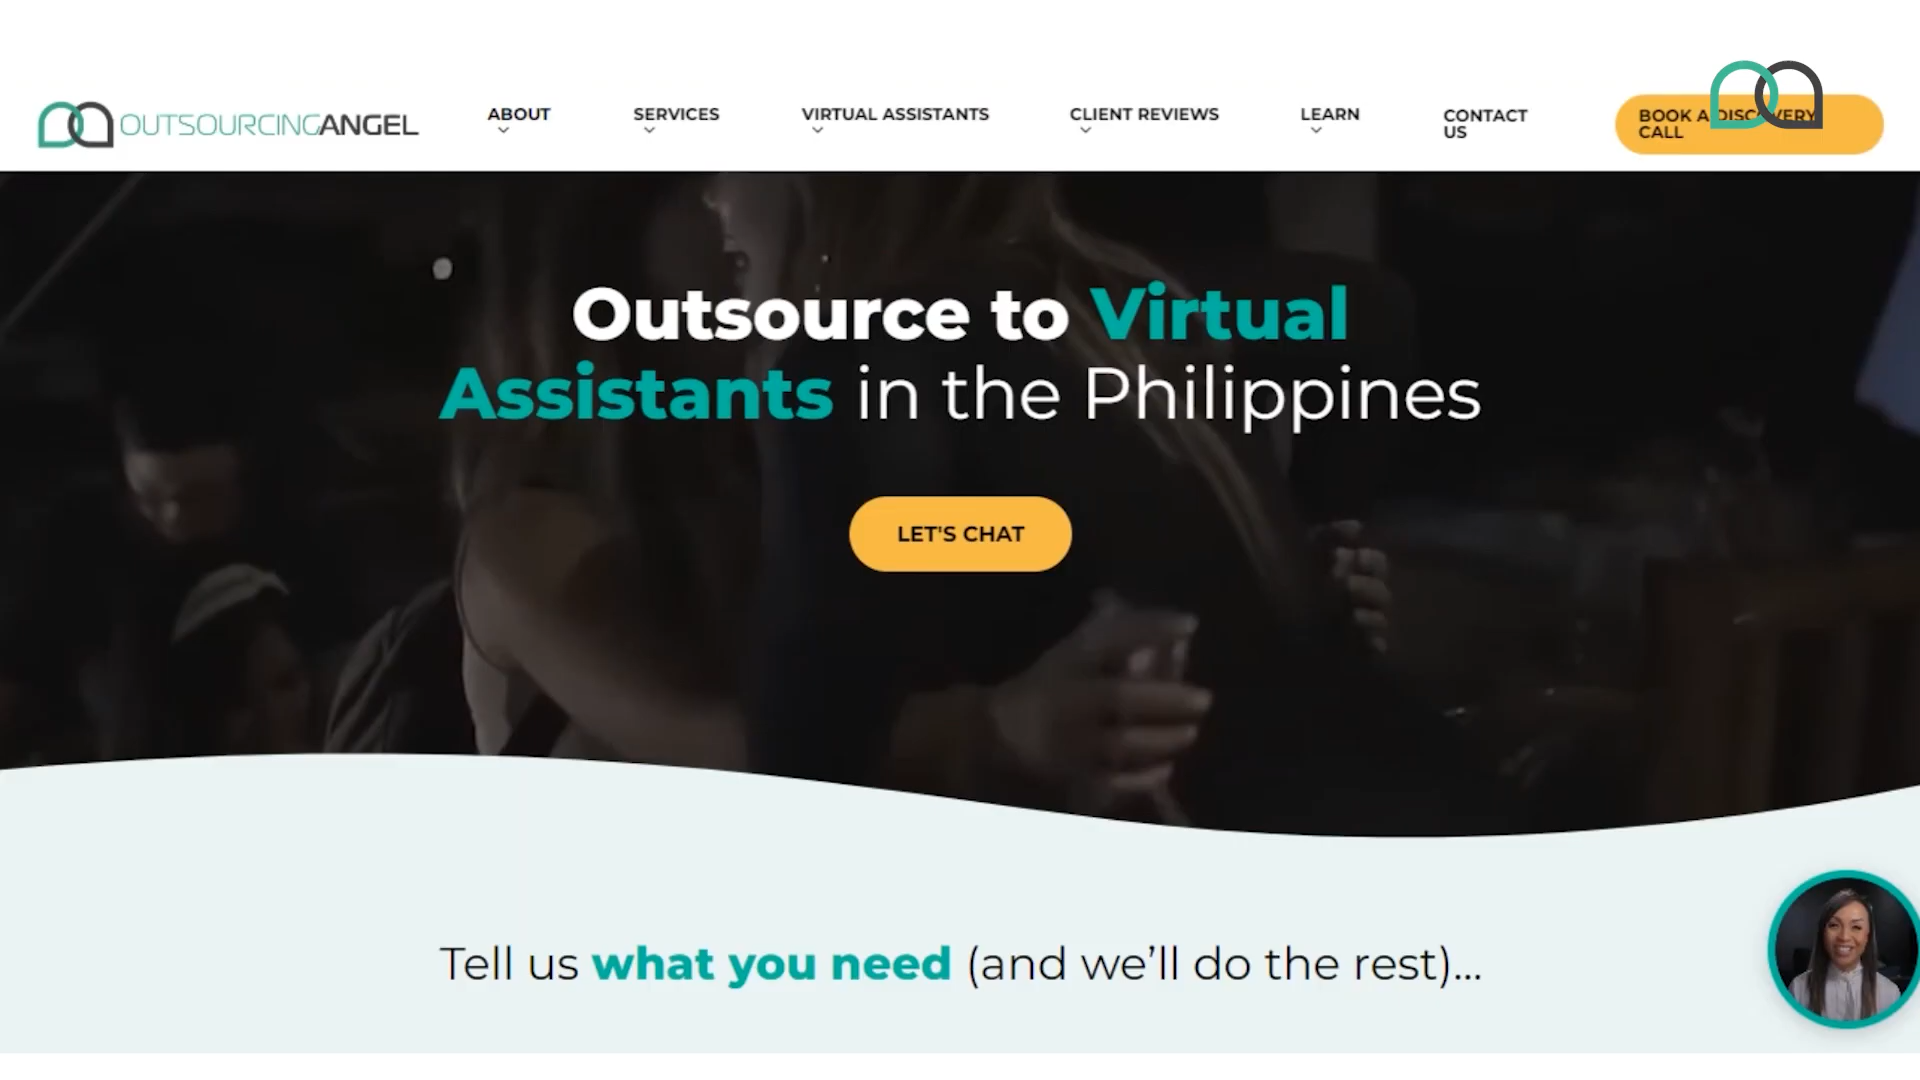 OUTSOURCINGANGEL
ABOUT
SERVICES
VIRTUAL ASSISTANTS
CLIENT REVIEWS
LEARN
CONTACT
US
BOOK A DISCOVERY
CALL
Outsource to Virtual
Assistants in the Philippines
LET'S CHAT
Tell us what you need (and we’ll do the rest)...